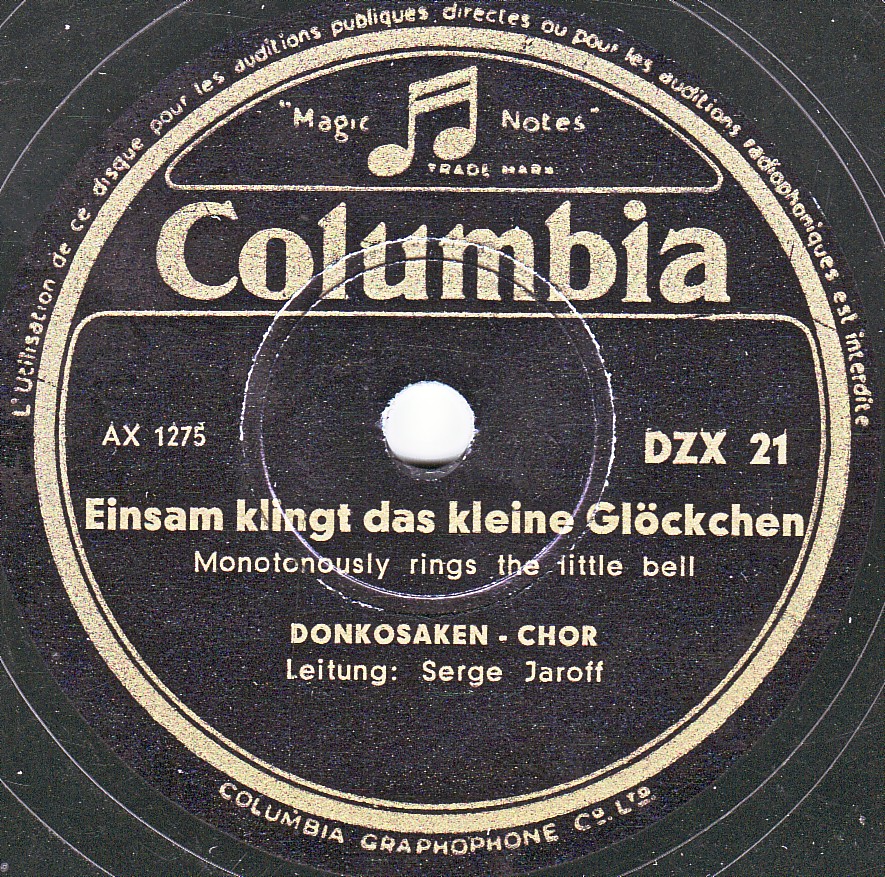 L'Utilisation de ce disque pour les auditions publiques directes ou pour les auditions radiophoniques est interdite
"Magic Notes"
TRADE MARK
Columbia
AX 1275
DZX 21
Einsam klingt das kleine Glöckchen
Monotonously rings the little bell
DONKOSAKEN - CHOR
Leitung: Serge Jaroff
COLUMBIA GRAPHOPHONE Cº. LTD